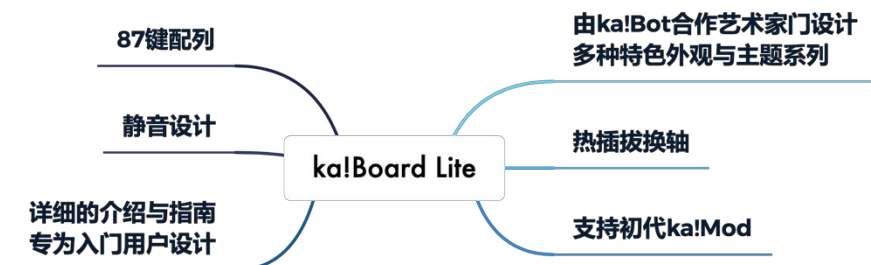 87键配列
静音设计
详细的介绍与指南
专为入门用户设计
ka!Board Lite
由ka!Bot合作艺术家门设计
多种特色外观与主题系列
热插拔换轴
支持初代ka!Mod